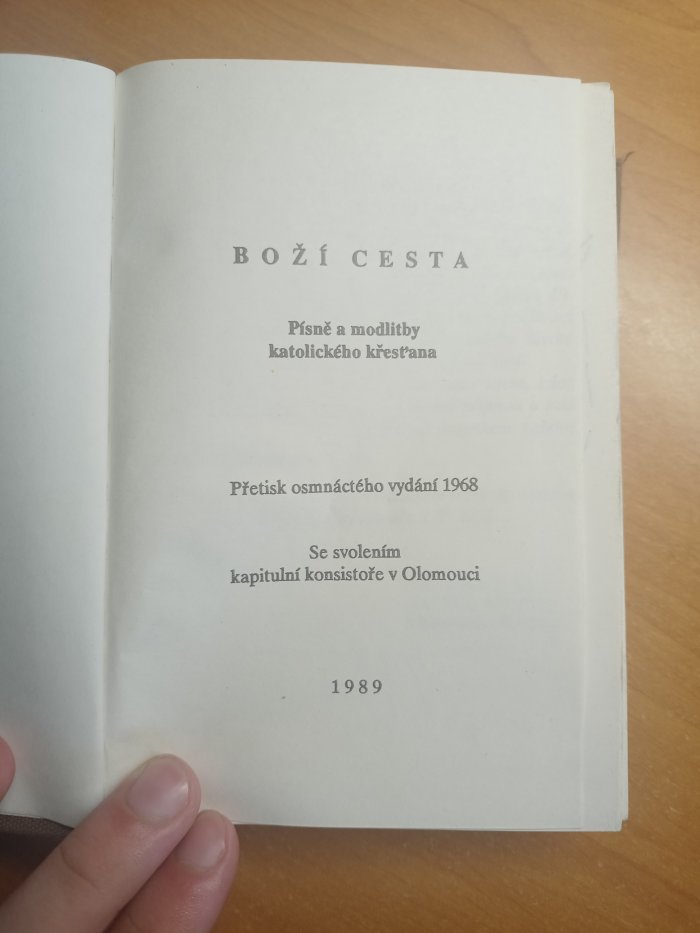 BOŽÍ CESTA
Písně a modlitby
katolického křesťana
Přetisk osmnáctého vydání 1968
Se svolením
kapitulní konsistoře v Olomouci
1989